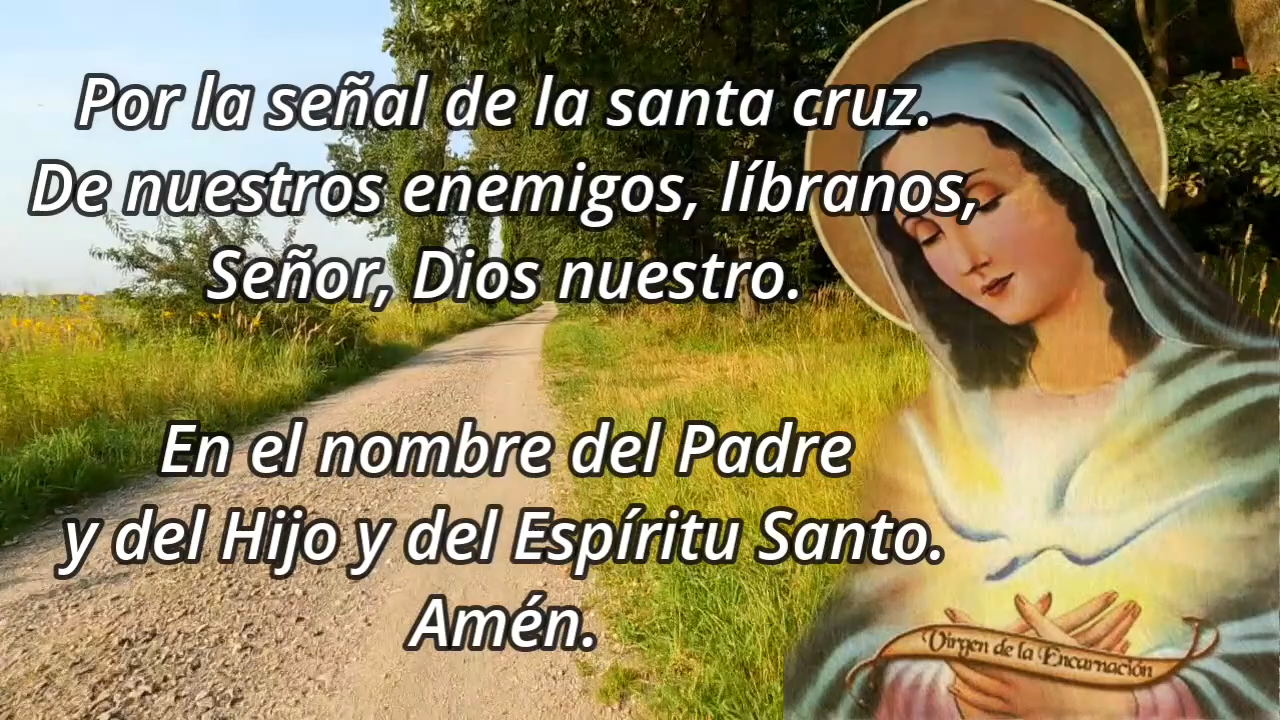 Por la señal de la santa cruz.
De nuestros enemigos, líbranos,
Señor, Dios nuestro.
En el nombre del Padre
y del Hijo y del Espíritu Santo.
Amén.
Virgen de la Encarnación